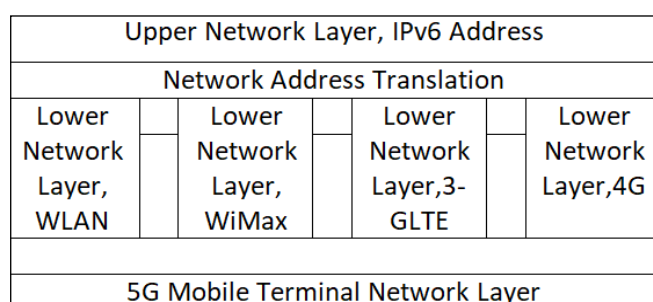 Upper Network Layer, IPv6 Address
Network Address Translation
Lower
Network
Layer,
WLAN
Lower
Network
Layer,
WiMax
Lower
Network
Layer,3-
GLTE
Lower
Network
Layer,4G
5G Mobile Terminal Network Layer